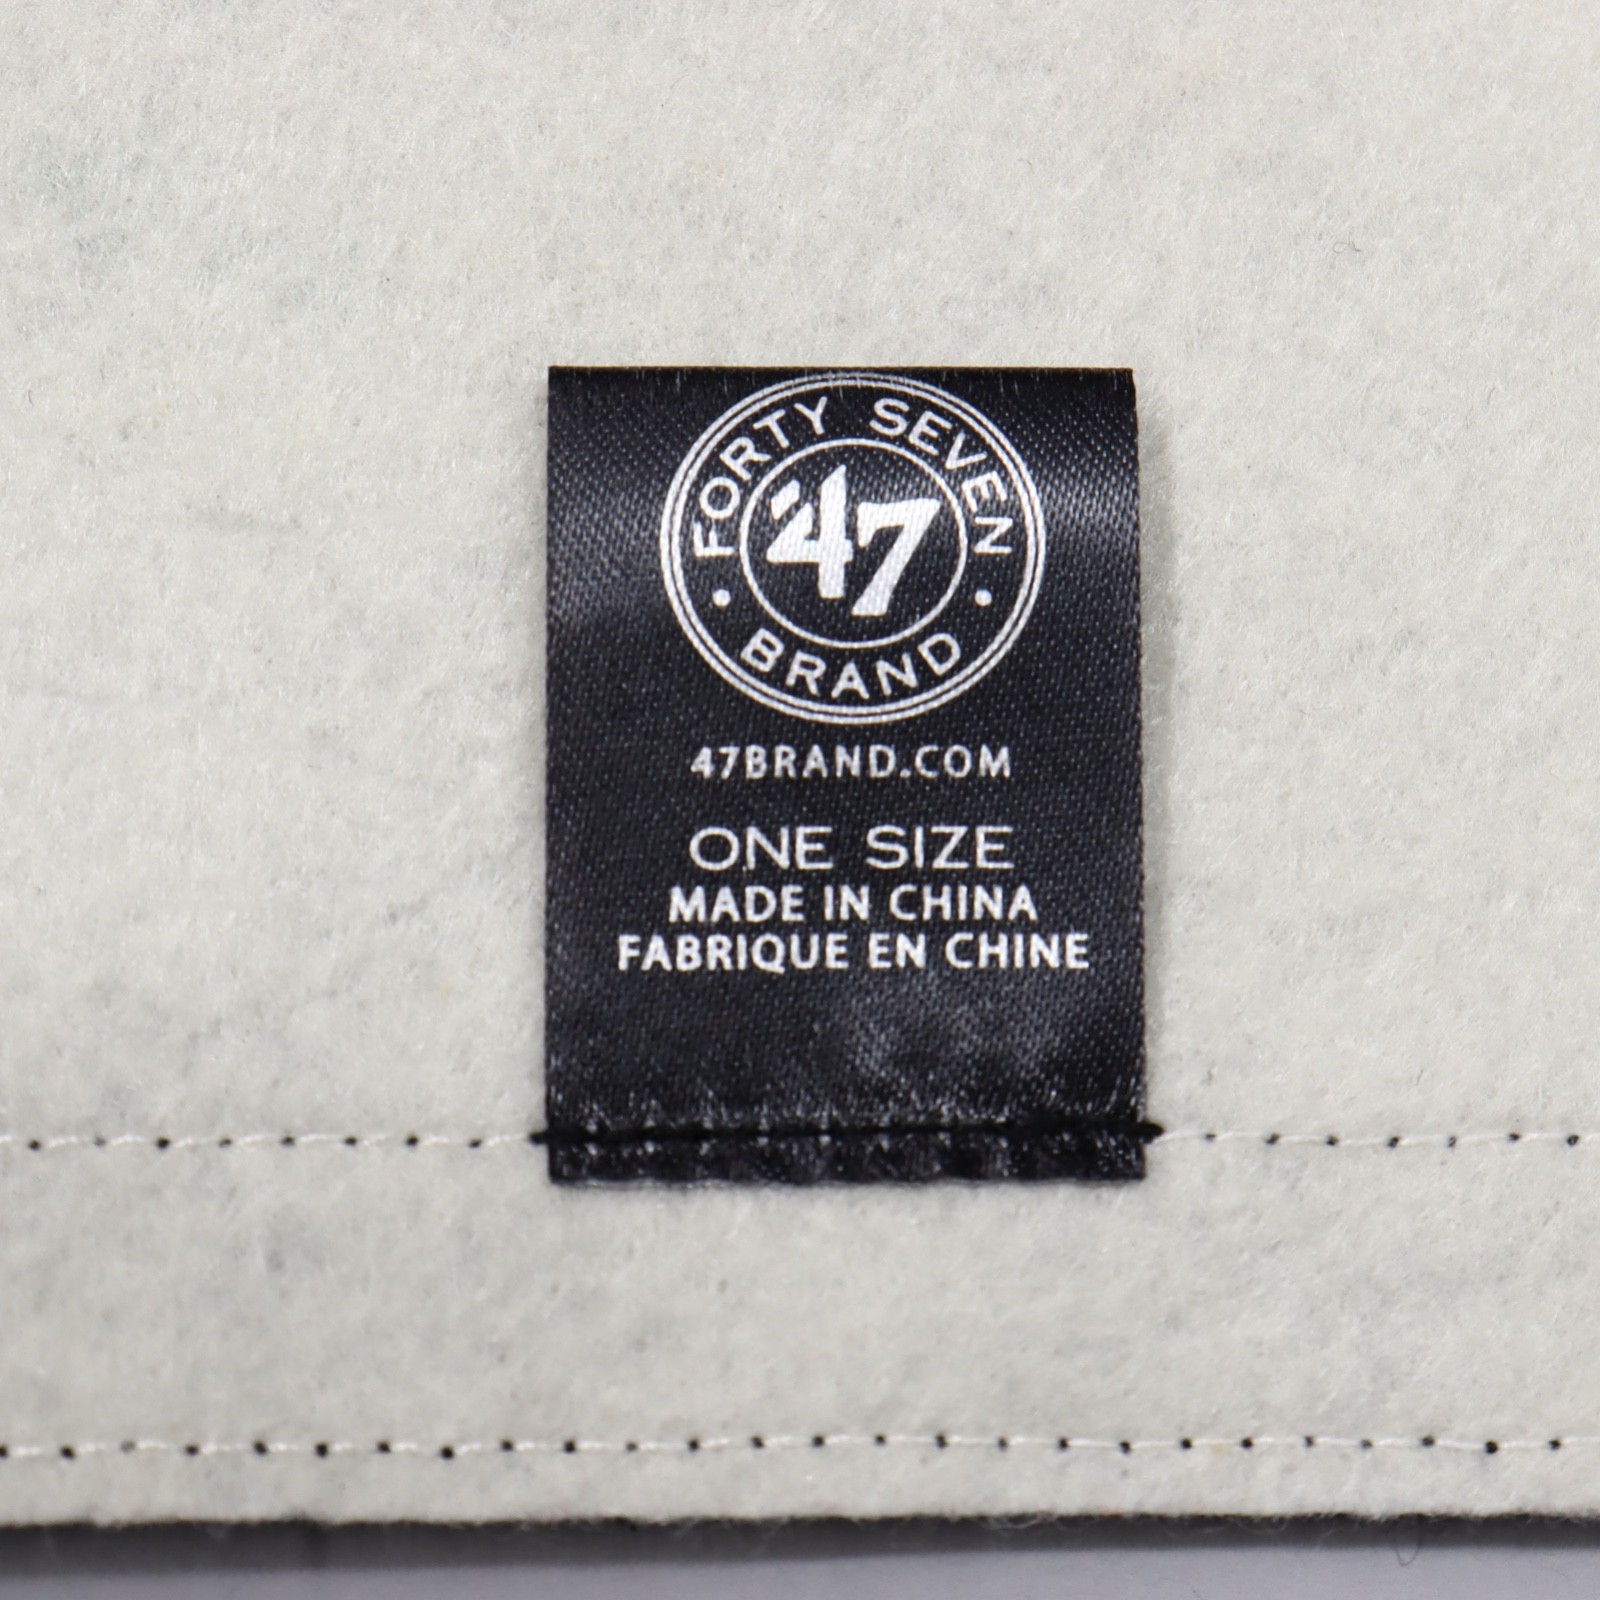 FORTY SEVEN
47
BRAND
47BRAND.COM
ONE SIZE
MADE IN CHINA
FABRIQUE EN CHINE